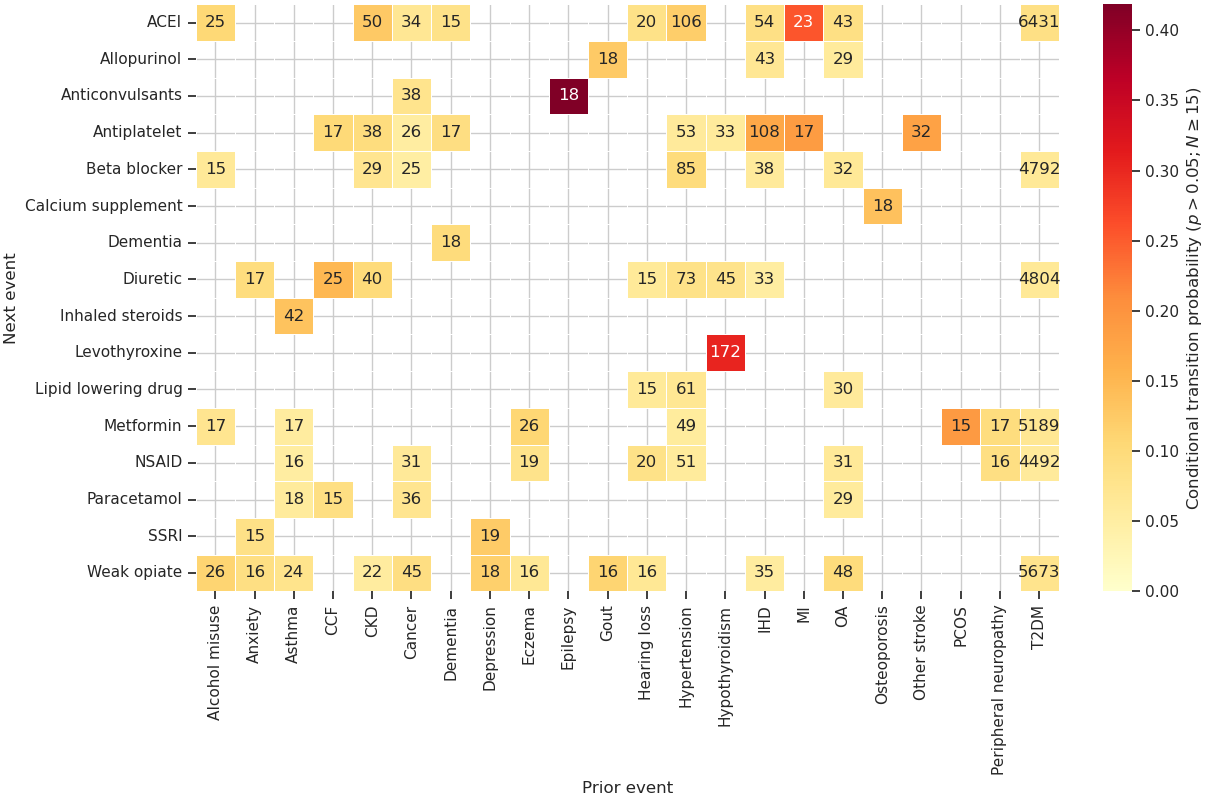 ACEI 25 50 34 15 20 106 54 23 43 6431
Allopurinol 18 43 29
Anticonvulsants 38 18
Antiplatelet 17 38 26 17 53 33 108 17 32
Beta blocker 15 29 25 85 38 32 4792
Calcium supplement 18
Dementia 18
Diuretic 17 25 40 15 73 45 33 4804
Inhaled steroids 42
Levothyroxine 172
Lipid lowering drug 15 61 30
Metformin 17 17 26 49 15 17 5189
NSAID 16 31 19 20 51 31 16 4492
Paracetamol 18 15 36 29
SSRI 15 19
Weak opiate 26 16 24 22 45 18 16 16 16 35 48 5673
Next event
Alcohol misuse
Anxiety
Asthma
CCF
CKD
Cancer
Dementia
Depression
Eczema
Epilepsy
Gout
Hearing loss
Hypertension
Hypothyroidism
IHD
MI
OA
Osteoporosis
Other stroke
PCOS
Peripheral neuropathy
T2DM
Prior event
0.40
0.35
0.30
0.25
0.20
0.15
0.10
0.05
0.00
Conditional transition probability (p > 0.05; N ≥ 15)